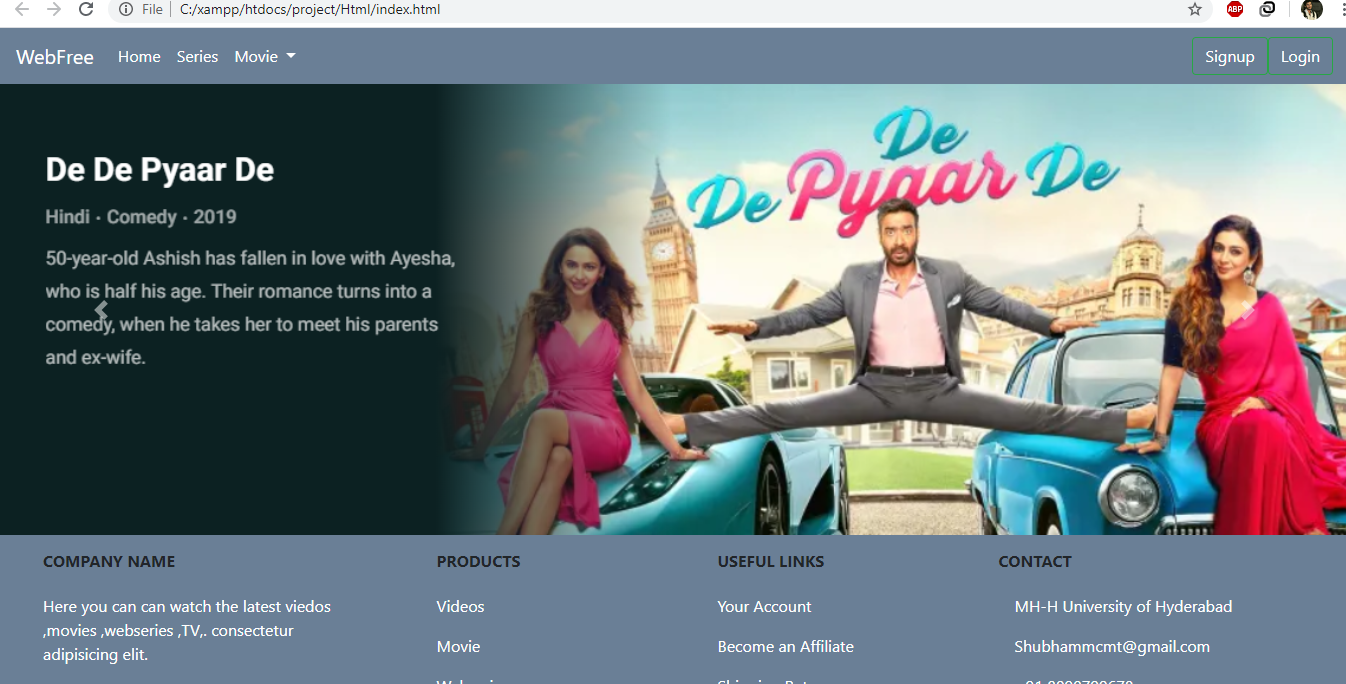 File C:/xampp/htdocs/project/Html/index.html
ABP
WebFree Home Series Movie Signup Login
De De Pyaar De
Hindi · Comedy · 2019
50-year-old Ashish has fallen in love with Ayesha,
who is half his age. Their romance turns into a
comedy, when he takes her to meet his parents
and ex-wife.
De
De Pyaar De
COMPANY NAME
Here you can can watch the latest viedos
,movies ,webseries ,TV,. consectetur
adipisicing elit.
PRODUCTS
Videos
Movie
USEFUL LINKS
Your Account
Become an Affiliate
CONTACT
MH-H University of Hyderabad
Shubhammcmt@gmail.com